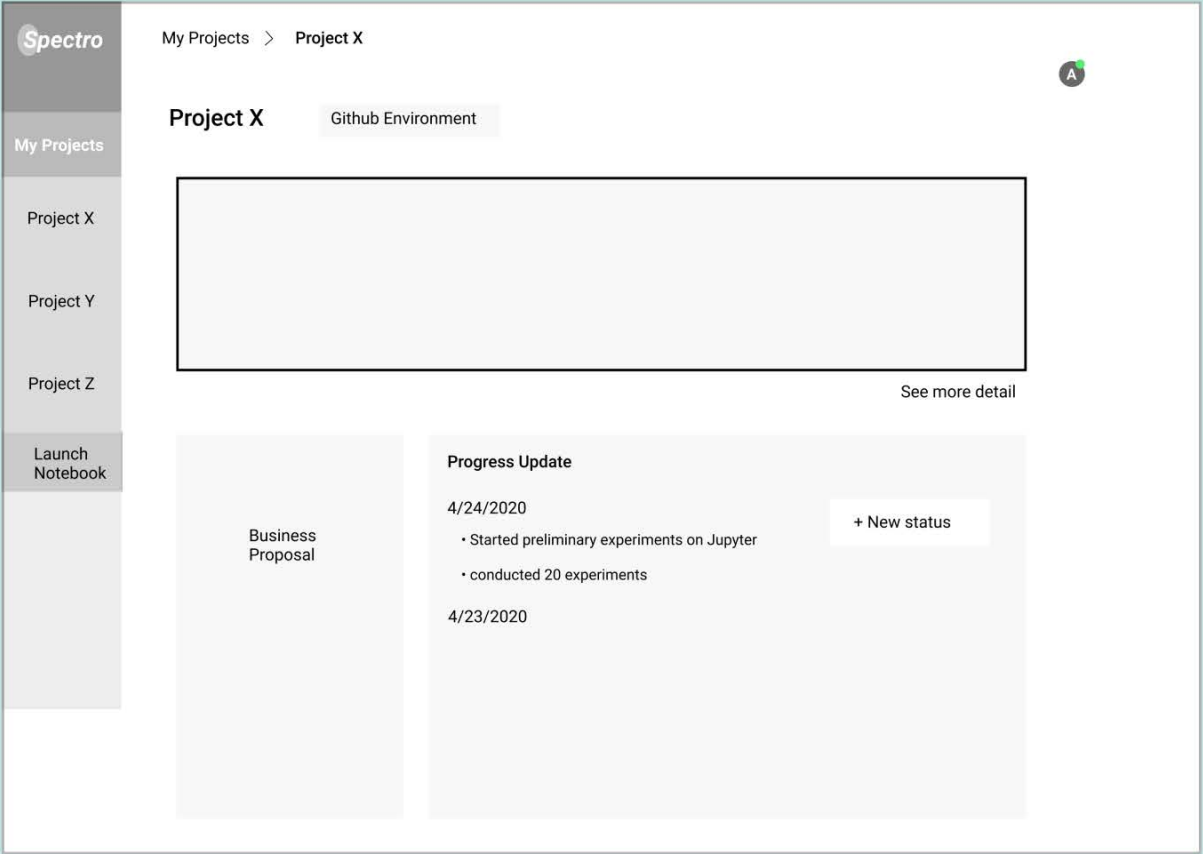 Spectro
My Projects > Project X
A
Project X
Github Environment
My Projects
Project X
Project Y
Project Z
Launch
Notebook
See more detail
Business
Proposal
Progress Update
4/24/2020
+ New status
• Started preliminary experiments on Jupyter
• conducted 20 experiments
4/23/2020